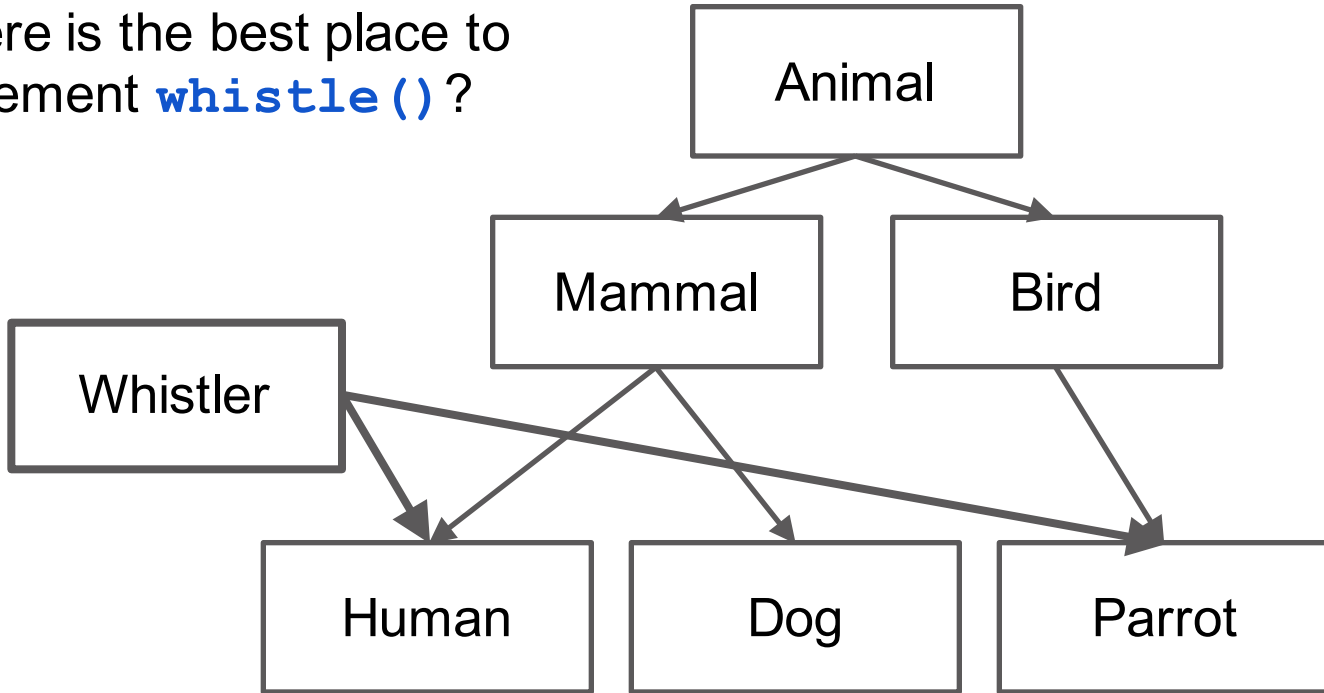 ere is the best place to
ement whistle()?
Animal
Mammal
Bird
Whistler
Human
Dog
Parrot